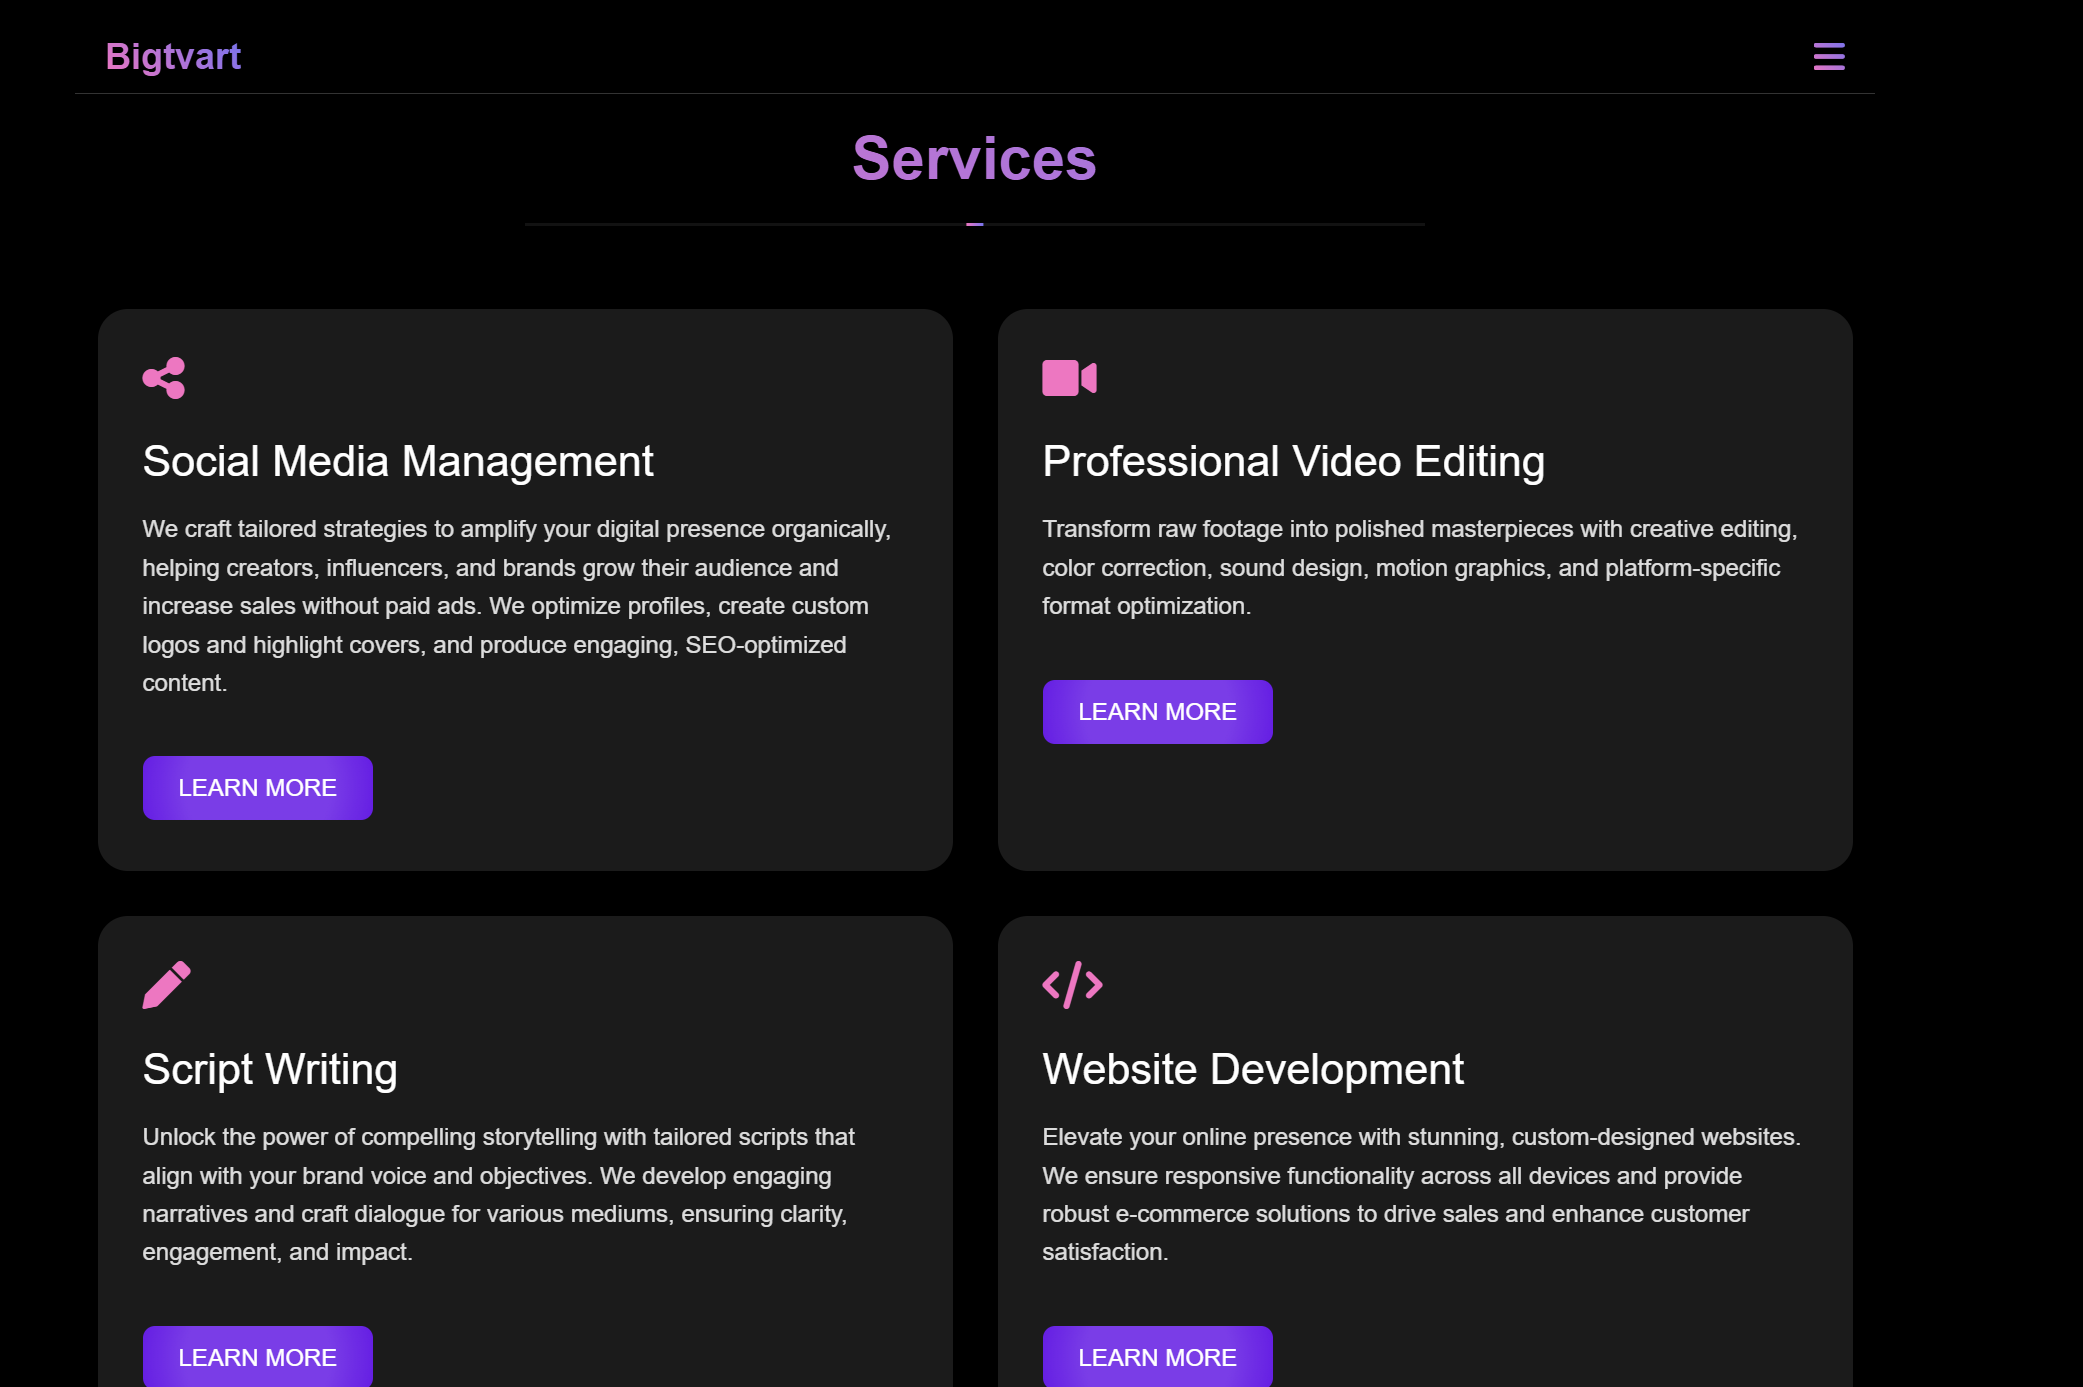 Bigtvart
Services
Social Media Management
We craft tailored strategies to amplify your digital presence organically,
helping creators, influencers, and brands grow their audience and
increase sales without paid ads. We optimize profiles, create custom
logos and highlight covers, and produce engaging, SEO-optimized
content.
LEARN MORE
Professional Video Editing
Transform raw footage into polished masterpieces with creative editing,
color correction, sound design, motion graphics, and platform-specific
format optimization.
LEARN MORE
Script Writing
Unlock the power of compelling storytelling with tailored scripts that
align with your brand voice and objectives. We develop engaging
narratives and craft dialogue for various mediums, ensuring clarity,
engagement, and impact.
LEARN MORE
Website Development
Elevate your online presence with stunning, custom-designed websites.
We ensure responsive functionality across all devices and provide
robust e-commerce solutions to drive sales and enhance customer
satisfaction.
LEARN MORE